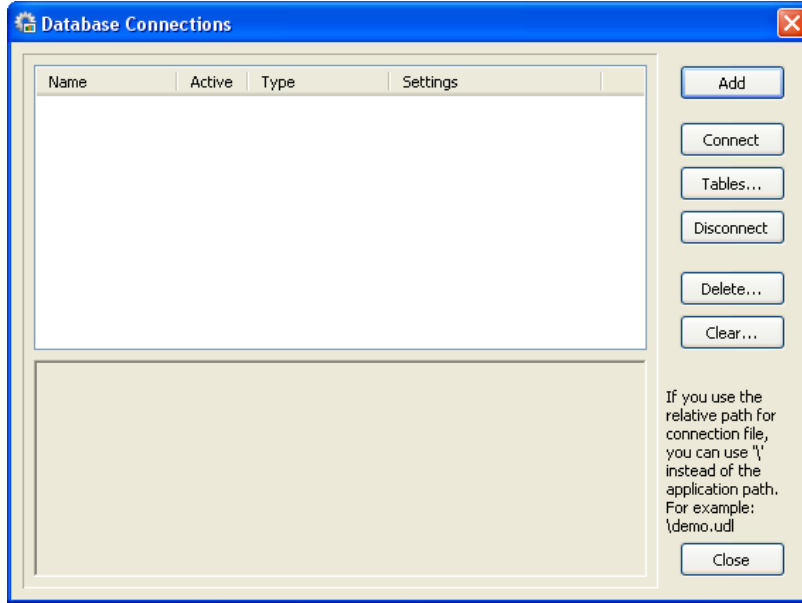 Database Connections
Name Active Type Settings
Add
Connect
Tables...
Disconnect
Delete...
Clear...
If you use the
relative path for
connection file,
you can use '\'
instead of the
application path.
For example:
\demo.udl
Close